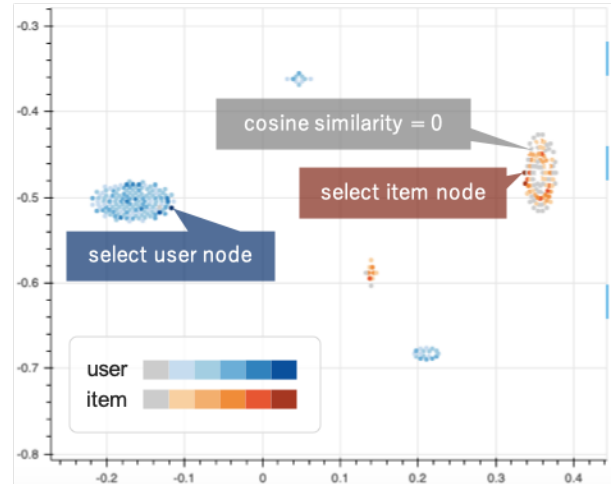 -0.3
-0.4
cosine similarity = 0
select item node
-0.5
select user node
-0.6
user
item
-0.7
-0.8
-0.2
-0.1
0
0.1
0.2
0.3
0.4